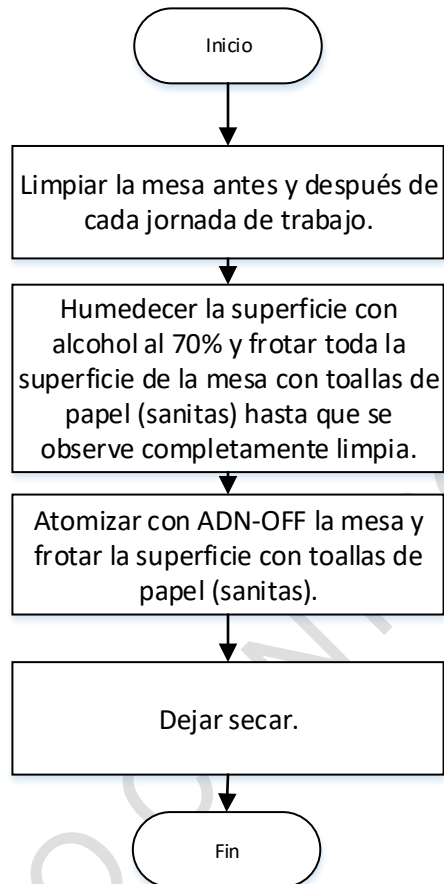 Inicio
Limpiar la mesa antes y después de
cada jornada de trabajo.
Humedecer la superficie con
alcohol al 70% y frotar toda la
superficie de la mesa con toallas de
papel (sanitas) hasta que se
observe completamente limpia.
Atomizar con ADN-OFF la mesa y
frotar la superficie con toallas de
papel (sanitas).
Dejar secar.
Fin